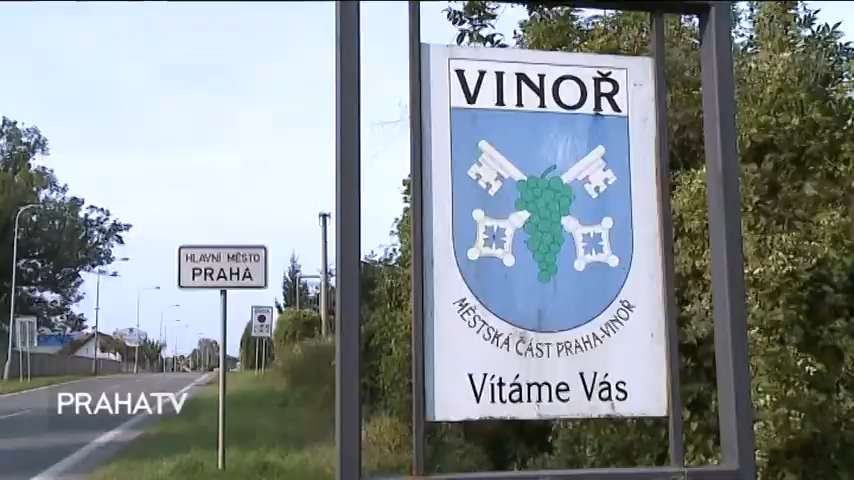 VINOŘ
MĚSTSKÁ ČÁST PRAHA-VINOŘ
Vítáme Vás
HLAVNÍ MĚSTO
PRAHA
PRAHATV